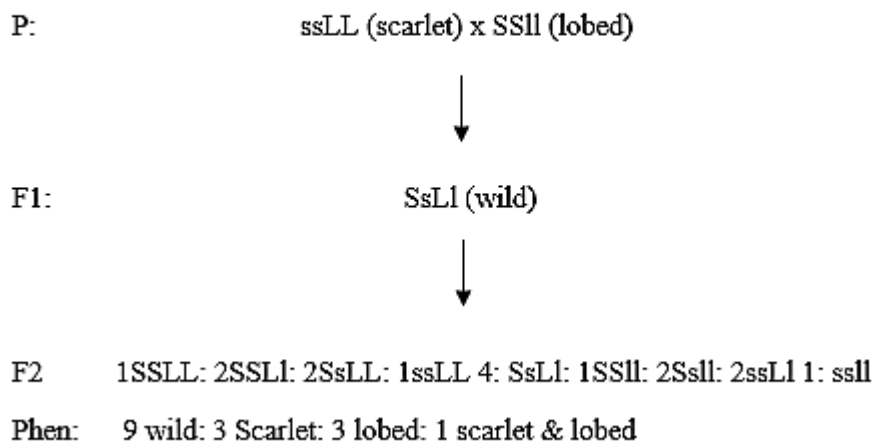 P: ssLL (scarlet) x SSll (lobed)
F1: SsLl (wild)
F2 1SSLL: 2SSLl: 2SsLL: 1ssLL 4: SsLl: 1SSll: 2Ssll: 2ssLl 1: ssll
Phen: 9 wild: 3 Scarlet: 3 lobed: 1 scarlet & lobed